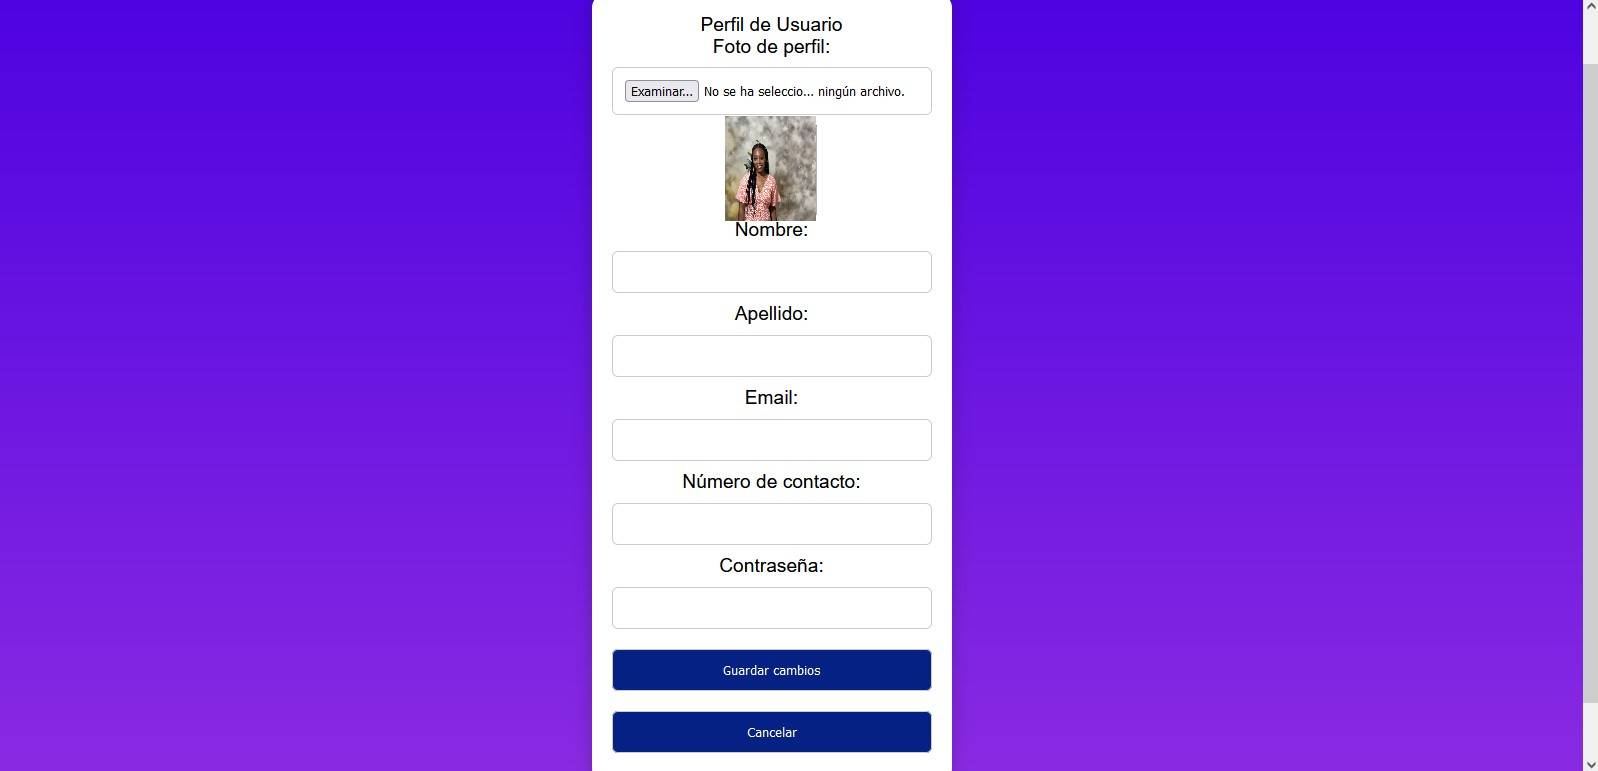 Perfil de Usuario
Foto de perfil:
Examinar... No se ha seleccio... ningún archivo.
Nombre:
Apellido:
Email:
Número de contacto:
Contraseña:
Guardar cambios
Cancelar